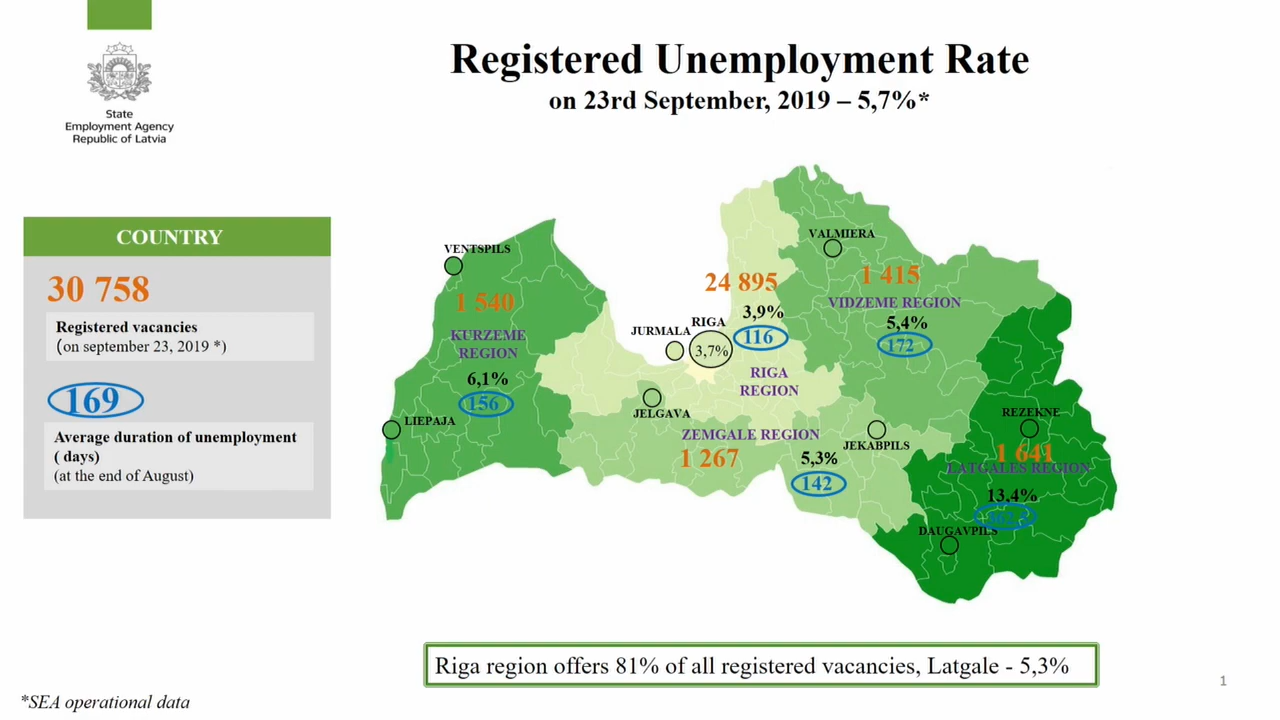 State
Employment Agency
Republic of Latvia
Registered Unemployment Rate
on 23rd September, 2019 – 5,7%*
COUNTRY
30 758
Registered vacancies
(on september 23, 2019 *)
169
Average duration of unemployment
( days)
(at the end of August)
VENTSPILS
1 540
KURZEME
REGION
6,1%
156
LIEPAJA
24 895
3,9%
116
JURMALA
RIGA
3,7%
RIGA
REGION
JELGAVA
VALMIERA
1 415
VIDZEME REGION
5,4%
172
ZEMGALE REGION
1 267
5,3%
142
JEKABPILS
REZEKNE
1 641
LATGALES REGION
13,4%
DAUGAVPILS
Riga region offers 81% of all registered vacancies, Latgale - 5,3%
1
*SEA operational data